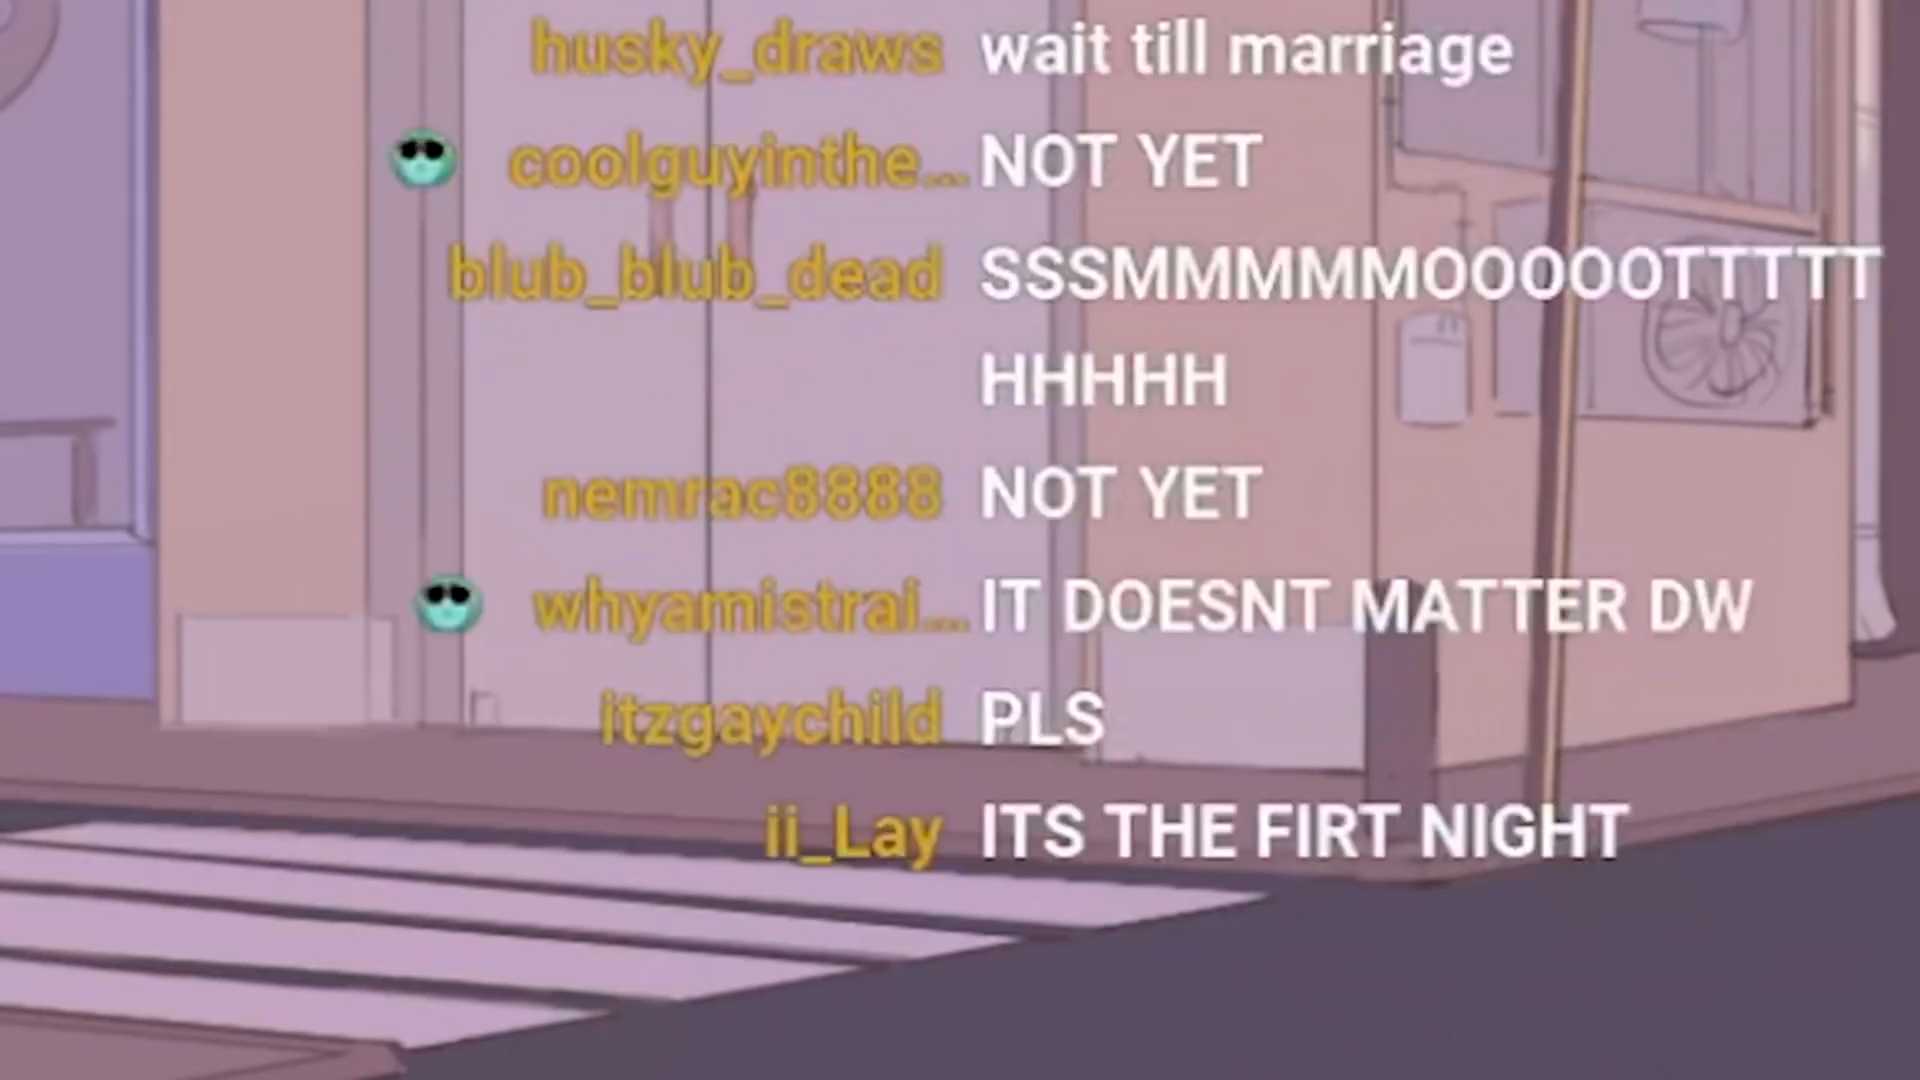 husky_draws wait till marriage
coolguyinthe... NOT YET
blub_blub_dead SSSMMMMMOOOOOTTTTT
HHHHH
nemrac8888 NOT YET
whyamistrai... IT DOESNT MATTER DW
itzgaychild PLS
ii_Lay ITS THE FIRT NIGHT